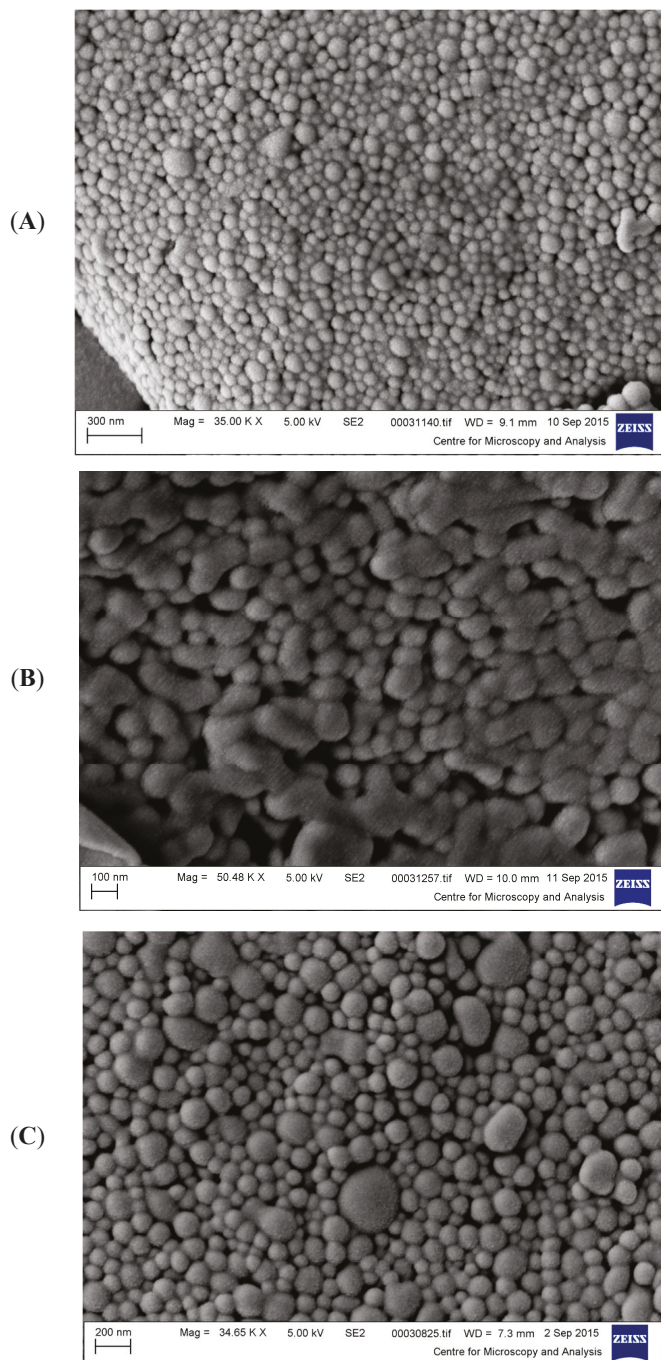 (A)
300 nm Mag = 35.00 K X 5.00 kV SE2 00031140.tif WD = 9.1 mm 10 Sep 2015 ZEISS
Centre for Microscopy and Analysis
(B)
100 nm Mag = 50.48 K X 5.00 kV SE2 00031257.tif WD = 10.0 mm 11 Sep 2015 ZEISS
Centre for Microscopy and Analysis
(C)
200 nm Mag = 34.65 K X 5.00 kV SE2 00030825.tif WD = 7.3 mm 2 Sep 2015 ZEISS
Centre for Microscopy and Analysis